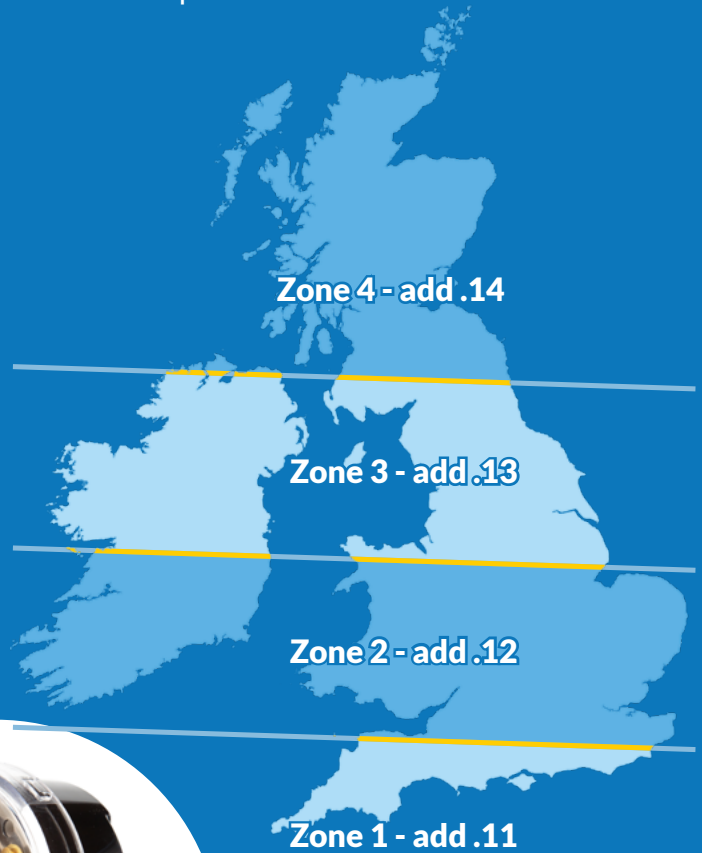 Zone 4 - add .14
Zone 3 - add .13
Zone 2 - add .12
Zone 1 - add .11